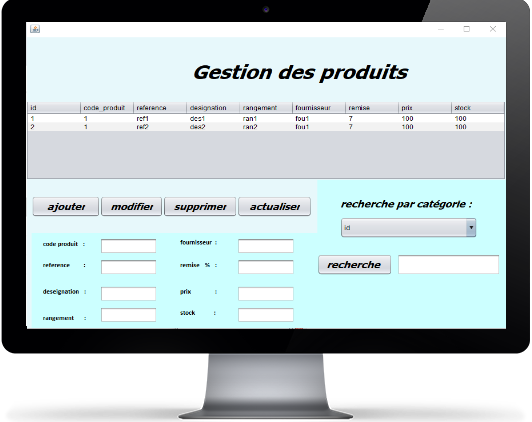 Gestion des produits
id code_produit reference designation rangement fournisseur remise prix stock
1 1 ref1 des1 ran1 fou1 7 100 100
2 1 ref2 des2 ran2 fou1 7 100 100
ajouter modifier supprimer actualiser
recherche par catégorie :
id
code produit : fournisseur :
reference : remise % :
recherche
deseignation : prix :
rangement : stock :